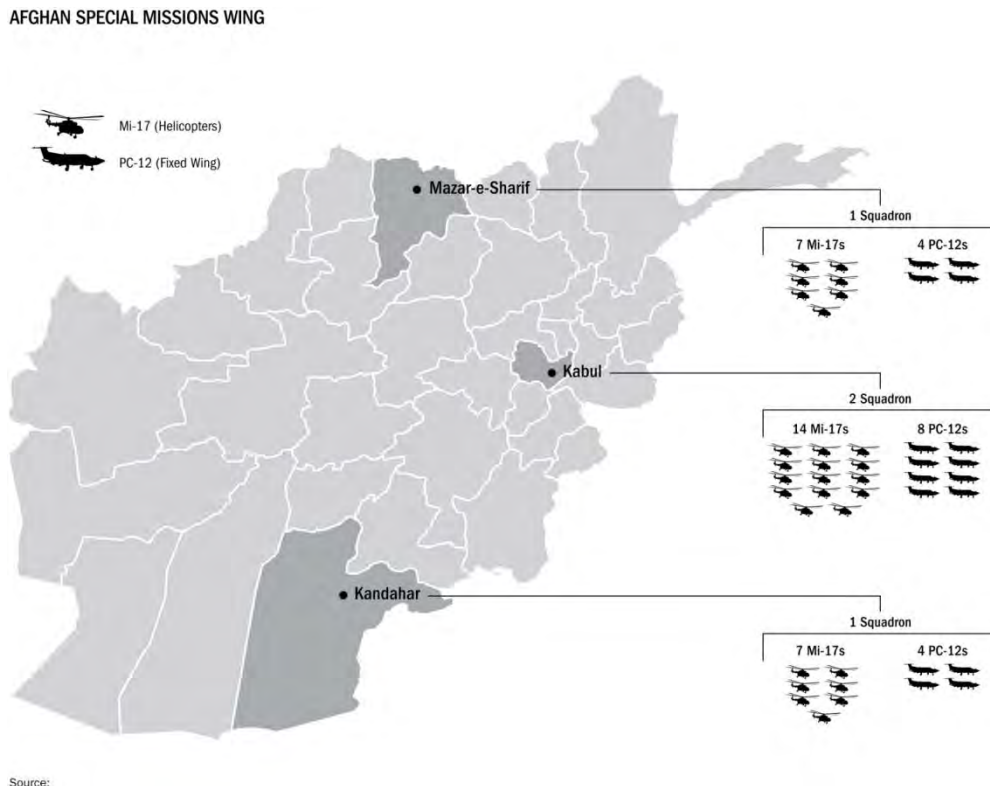 AFGHAN SPECIAL MISSIONS WING
Mi-17 (Helicopters)
PC-12 (Fixed Wing)
Mazar-e-Sharif
1 Squadron
7 Mi-17s 4 PC-12s
Kabul
2 Squadron
14 Mi-17s 8 PC-12s
Kandahar
1 Squadron
7 Mi-17s 4 PC-12s
Source: